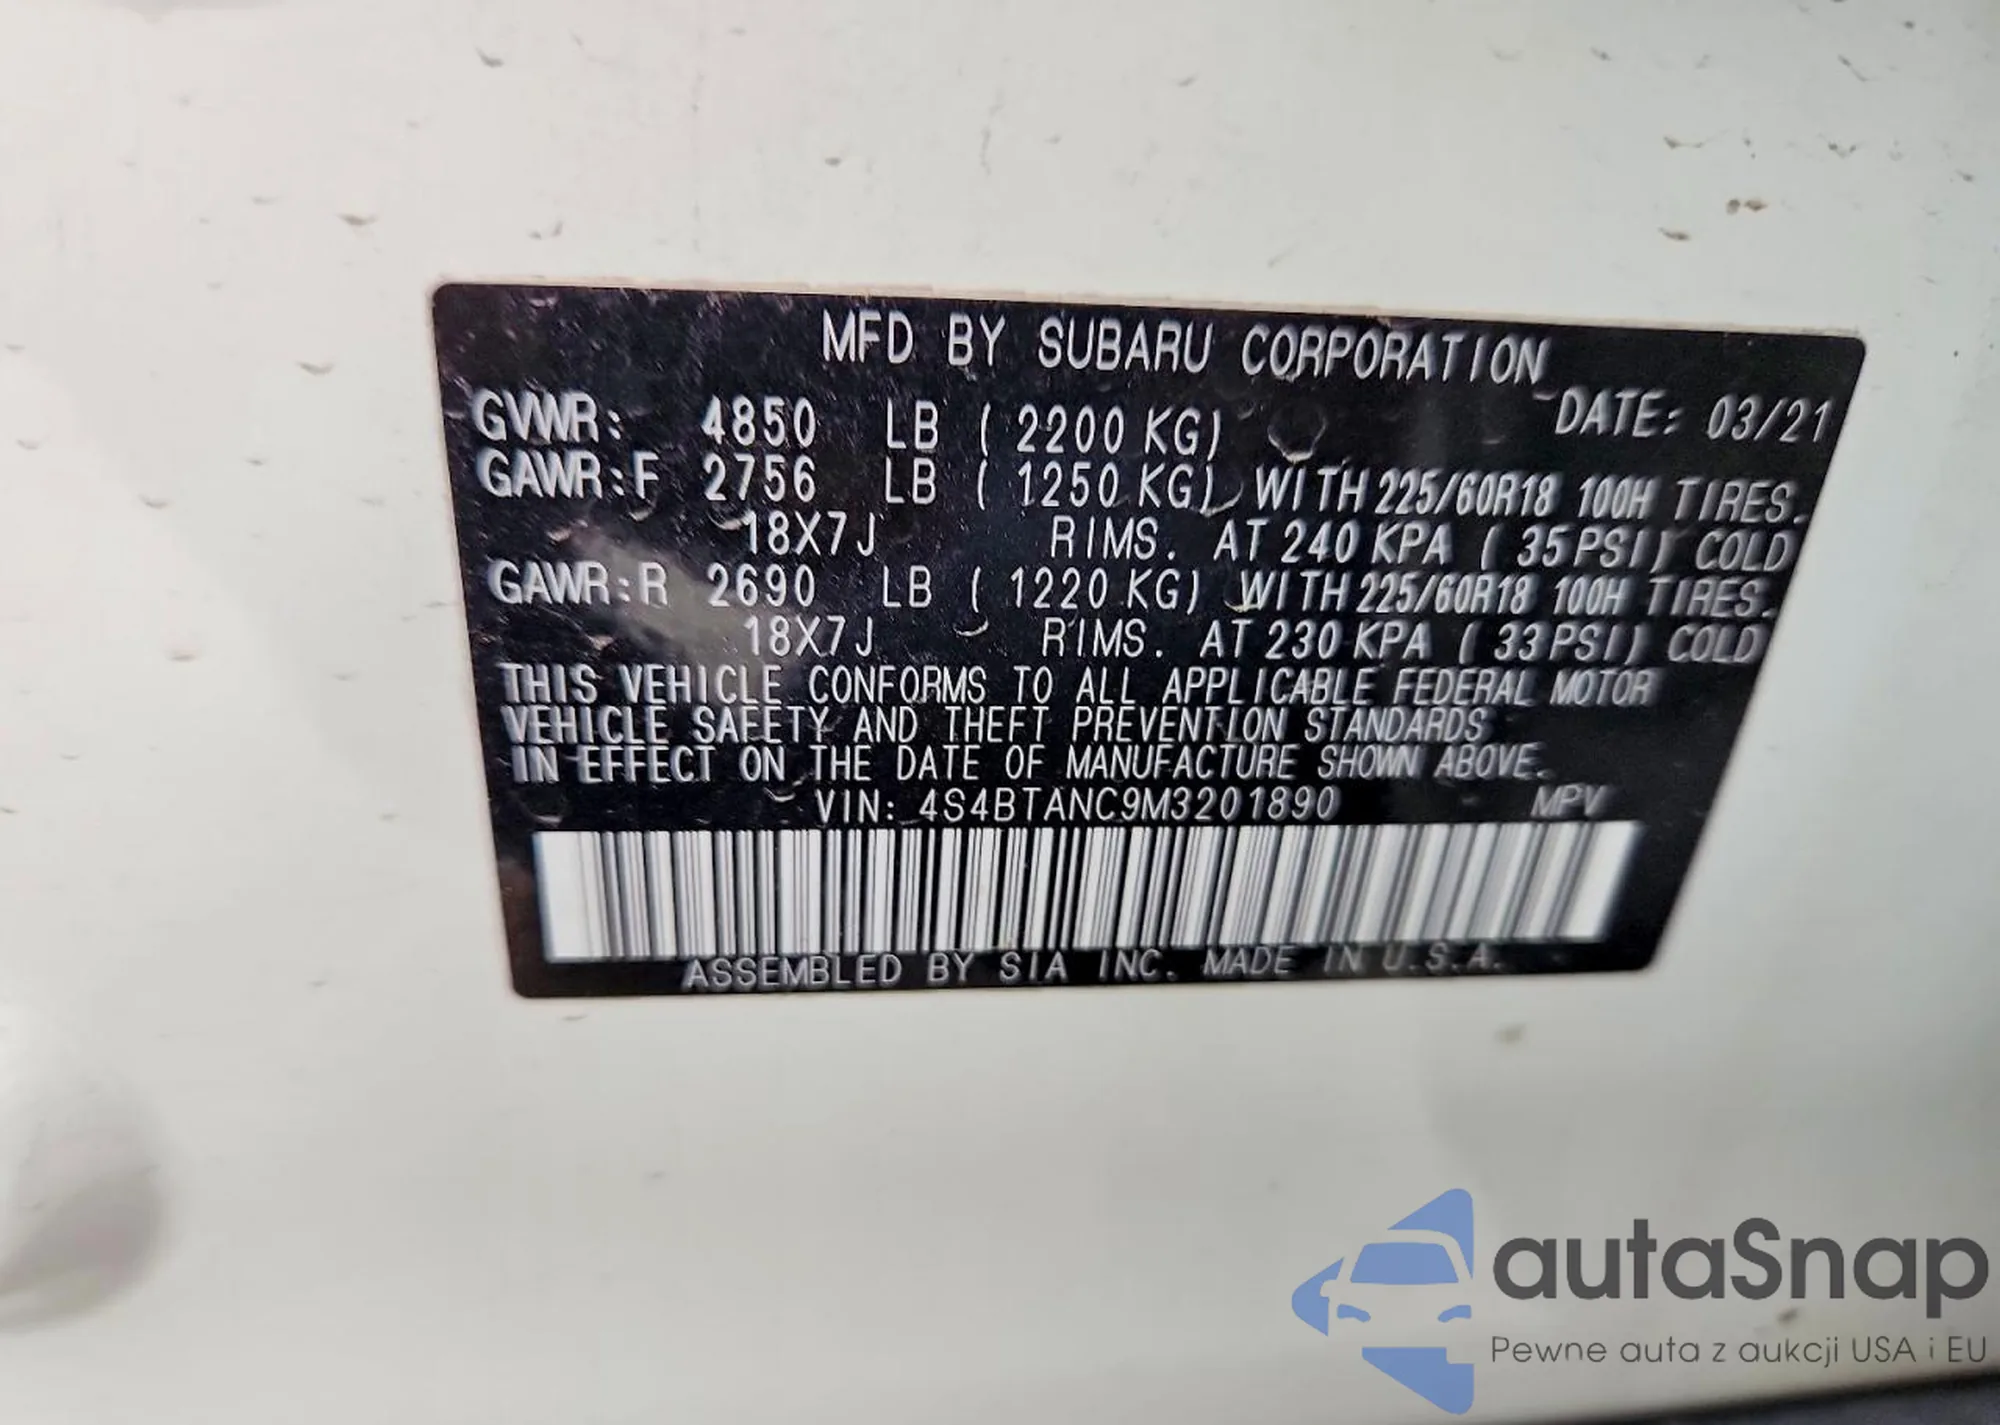 MFD BY SUBARU CORPORATION
DATE: 03/21
GVWR: 4850 LB (2200 KG)
GAWR:F 2756 LB (1250 KG) WITH 225/60R18 100H TIRES.
18X7J RIMS. AT 240 KPA (35 PSI) COLD
GAWR:R 2690 LB (1220 KG) WITH 225/60R18 100H TIRES.
18X7J RIMS. AT 230 KPA (33 PSI) COLD
THIS VEHICLE CONFORMS TO ALL APPLICABLE FEDERAL MOTOR
VEHICLE SAFETY AND THEFT PREVENTION STANDARDS
IN EFFECT ON THE DATE OF MANUFACTURE SHOWN ABOVE.
VIN: 4S4BTANC9M3201890 MPV
ASSEMBLED BY SIA INC. MADE IN U.S.A.
autaSnap
Pewne auta z aukcji USA i EU